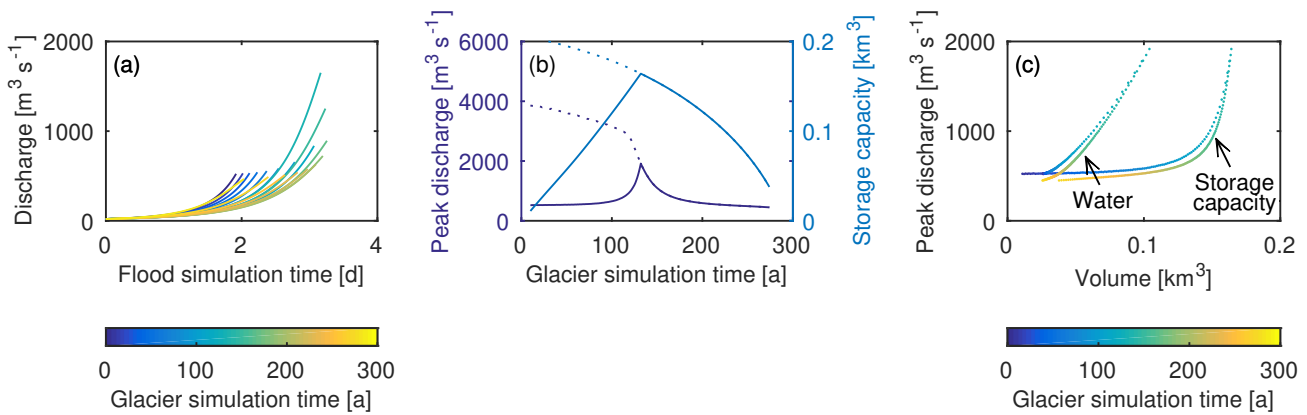 (a)
2000
1000
0
Discharge [m³ s⁻¹]
0 2 4
Flood simulation time [d]
0 100 200 300
Glacier simulation time [a]
(b)
6000
4000
2000
0
Peak discharge [m³ s⁻¹]
0.2
0.1
0
Storage capacity [km³]
0 100 200 300
Glacier simulation time [a]
(c)
2000
1000
0
Peak discharge [m³ s⁻¹]
Water
Storage
capacity
0 0.1 0.2
Volume [km³]
0 100 200 300
Glacier simulation time [a]